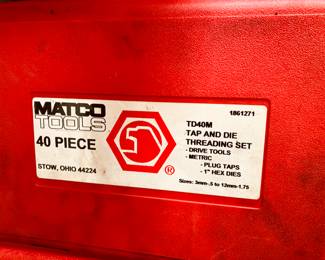 MATCO
TOOLS
40 PIECE
STOW, OHIO 44224
®
1861271
TD40M
TAP AND DIE
THREADING SET
- DRIVE TOOLS
- METRIC
- PLUG TAPS
- 1" HEX DIES
Sizes: 3mm-.5 to 12mm-1.75